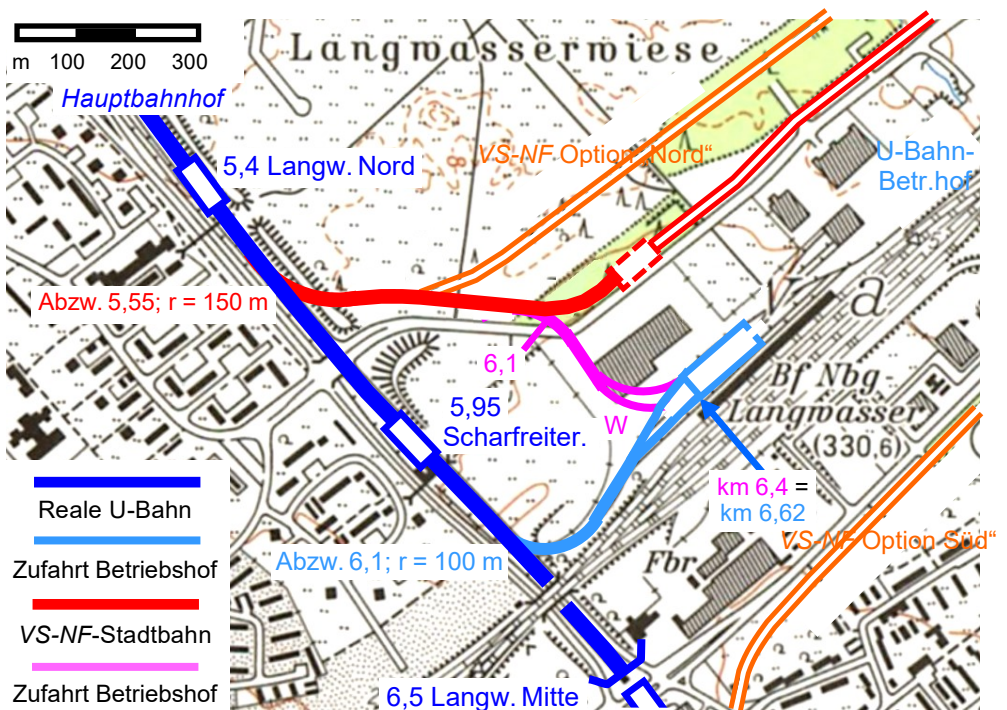 m 100 200 300
Langwasserwiese
Hauptbahnhof
5,4 Langw. Nord
VS-NF Option „Nord“
U-Bahn-
Betr.hof
Abzw. 5,55; r = 150 m
6,1
5,95
Scharfreiter.
W
V a
Bf Nbg-
Langwasser
(330,6)
km 6,4 =
km 6,62
VS-NF Option Süd“
Abzw. 6,1; r = 100 m
Fbr
6,5 Langw. Mitte
Reale U-Bahn
Zufahrt Betriebshof
VS-NF-Stadtbahn
Zufahrt Betriebshof